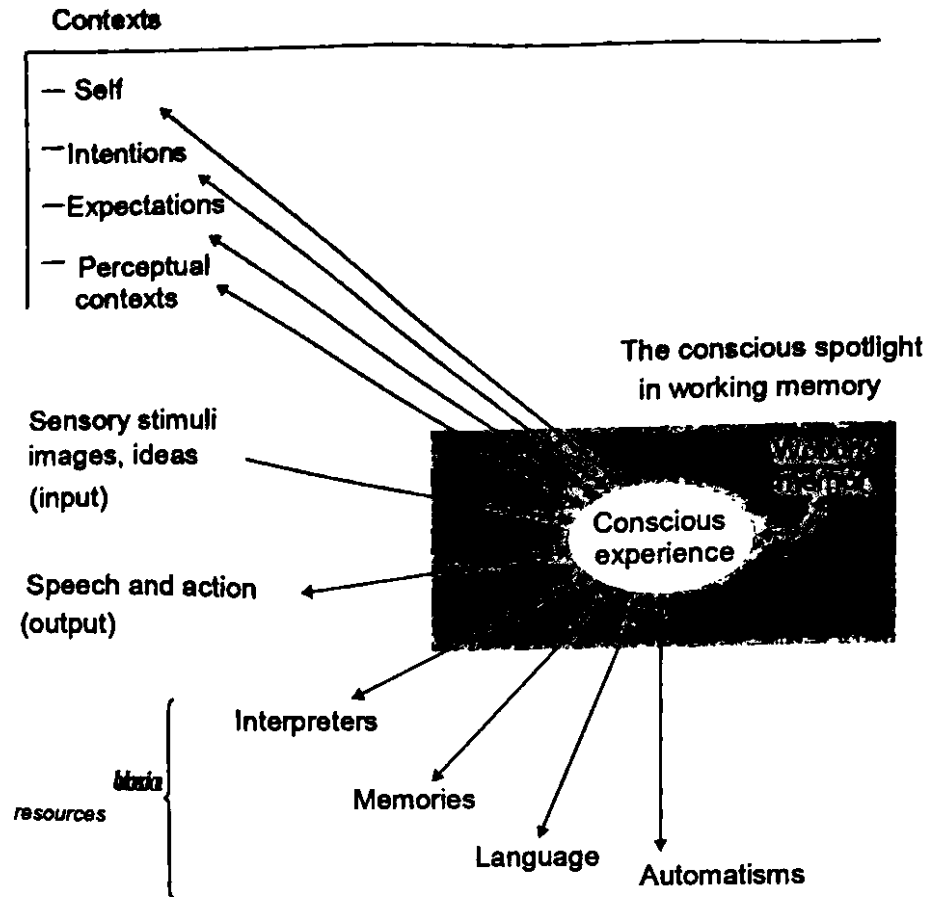 Contexts
— Self
— Intentions
— Expectations
— Perceptual
contexts
The conscious spotlight
in working memory
Sensory stimuli
images, ideas
(input)
Conscious
experience
Speech and action
(output)
Interpreters
resources
Memories
Language
Automatisms